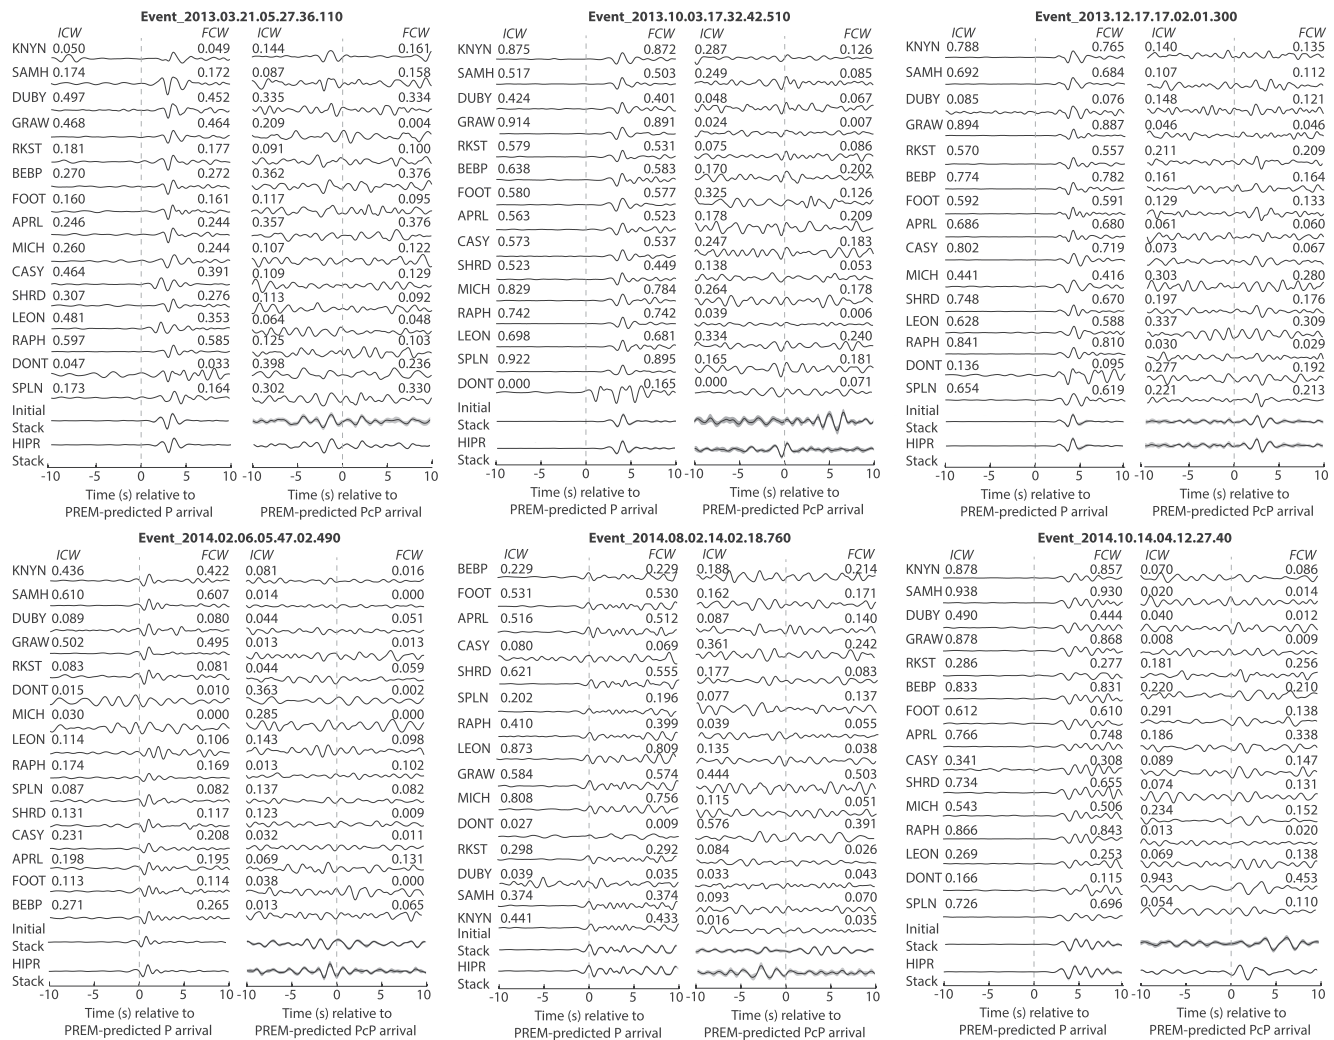 Event_2013.03.21.05.27.36.110
ICW FCW ICW FCW
KNYN 0.050 0.049 0.144 0.161
SAMH 0.174 0.172 0.087 0.158
DUBY 0.497 0.452 0.335 0.334
GRAW 0.468 0.464 0.209 0.004
RKST 0.181 0.177 0.091 0.100
BEBP 0.270 0.272 0.362 0.376
FOOT 0.160 0.161 0.117 0.095
APRL 0.246 0.244 0.357 0.376
MICH 0.260 0.244 0.107 0.122
CASY 0.464 0.391 0.109 0.129
SHRD 0.307 0.276 0.113 0.092
LEON 0.481 0.353 0.064 0.048
RAPH 0.597 0.585 0.125 0.103
DONT 0.047 0.033 0.398 0.236
SPLN 0.173 0.164 0.302 0.330
Initial
Stack
HIPR
Stack
-10 -5 0 5 10 -10 -5 0 5 10
Time (s) relative to Time (s) relative to
PREM-predicted P arrival PREM-predicted PcP arrival
Event_2013.10.03.17.32.42.510
ICW FCW ICW FCW
KNYN 0.875 0.872 0.287 0.126
SAMH 0.517 0.503 0.249 0.085
DUBY 0.424 0.401 0.048 0.067
GRAW 0.914 0.891 0.024 0.007
RKST 0.579 0.531 0.075 0.086
BEBP 0.638 0.583 0.170 0.202
FOOT 0.580 0.577 0.325 0.126
APRL 0.563 0.523 0.178 0.209
CASY 0.573 0.537 0.247 0.183
SHRD 0.523 0.449 0.138 0.053
MICH 0.829 0.784 0.264 0.178
RAPH 0.742 0.742 0.039 0.006
LEON 0.698 0.681 0.334 0.240
SPLN 0.922 0.895 0.165 0.181
DONT 0.000 0.165 0.000 0.071
Initial
Stack
HIPR
Stack
-10 -5 0 5 10 -10 -5 0 5 10
Time (s) relative to Time (s) relative to
PREM-predicted P arrival PREM-predicted PcP arrival
Event_2013.12.17.17.02.01.300
ICW FCW ICW FCW
KNYN 0.788 0.765 0.140 0.135
SAMH 0.692 0.684 0.107 0.112
DUBY 0.085 0.076 0.148 0.121
GRAW 0.894 0.887 0.046 0.046
RKST 0.570 0.557 0.211 0.209
BEBP 0.774 0.782 0.161 0.164
FOOT 0.592 0.591 0.129 0.133
APRL 0.686 0.680 0.061 0.060
CASY 0.802 0.719 0.073 0.067
MICH 0.441 0.416 0.303 0.280
SHRD 0.748 0.670 0.197 0.176
LEON 0.628 0.588 0.337 0.309
RAPH 0.841 0.810 0.030 0.029
DONT 0.136 0.095 0.277 0.192
SPLN 0.654 0.619 0.221 0.213
Initial
Stack
HIPR
Stack
-10 -5 0 5 10 -10 -5 0 5 10
Time (s) relative to Time (s) relative to
PREM-predicted P arrival PREM-predicted PcP arrival
Event_2014.02.06.05.47.02.490
ICW FCW ICW FCW
KNYN 0.436 0.422 0.081 0.016
SAMH 0.610 0.607 0.014 0.000
DUBY 0.089 0.080 0.044 0.051
GRAW 0.502 0.495 0.013 0.013
RKST 0.083 0.081 0.044 0.059
DONT 0.015 0.010 0.363 0.002
MICH 0.030 0.000 0.285 0.000
LEON 0.114 0.106 0.143 0.098
RAPH 0.174 0.169 0.013 0.102
SPLN 0.087 0.082 0.137 0.082
SHRD 0.131 0.117 0.123 0.009
CASY 0.231 0.208 0.032 0.011
APRL 0.198 0.195 0.069 0.131
FOOT 0.113 0.114 0.038 0.000
BEBP 0.271 0.265 0.013 0.065
Initial
Stack
HIPR
Stack
-10 -5 0 5 10 -10 -5 0 5 10
Time (s) relative to Time (s) relative to
PREM-predicted P arrival PREM-predicted PcP arrival
Event_2014.08.02.14.02.18.760
ICW FCW ICW FCW
BEBP 0.229 0.229 0.188 0.214
FOOT 0.531 0.530 0.162 0.171
APRL 0.516 0.512 0.087 0.140
CASY 0.080 0.069 0.361 0.242
SHRD 0.621 0.555 0.177 0.083
SPLN 0.202 0.196 0.077 0.137
RAPH 0.410 0.399 0.039 0.055
LEON 0.873 0.809 0.135 0.038
GRAW 0.584 0.574 0.444 0.503
MICH 0.808 0.756 0.115 0.051
DONT 0.027 0.009 0.576 0.391
RKST 0.298 0.292 0.084 0.026
DUBY 0.039 0.035 0.033 0.043
SAMH 0.374 0.374 0.093 0.070
KNYN 0.441 0.433 0.016 0.035
Initial
Stack
HIPR
Stack
-10 -5 0 5 10 -10 -5 0 5 10
Time (s) relative to Time (s) relative to
PREM-predicted P arrival PREM-predicted PcP arrival
Event_2014.10.14.04.12.27.40
ICW FCW ICW FCW
KNYN 0.878 0.857 0.070 0.086
SAMH 0.938 0.930 0.020 0.014
DUBY 0.490 0.444 0.040 0.012
GRAW 0.878 0.868 0.008 0.009
RKST 0.286 0.277 0.181 0.256
BEBP 0.833 0.831 0.220 0.210
FOOT 0.612 0.610 0.291 0.138
APRL 0.766 0.748 0.186 0.338
CASY 0.341 0.308 0.089 0.147
SHRD 0.734 0.655 0.074 0.131
MICH 0.543 0.506 0.234 0.152
RAPH 0.866 0.843 0.013 0.020
LEON 0.269 0.253 0.069 0.138
DONT 0.166 0.115 0.943 0.453
SPLN 0.726 0.696 0.054 0.110
Initial
Stack
HIPR
Stack
-10 -5 0 5 10 -10 -5 0 5 10
Time (s) relative to Time (s) relative to
PREM-predicted P arrival PREM-predicted PcP arrival